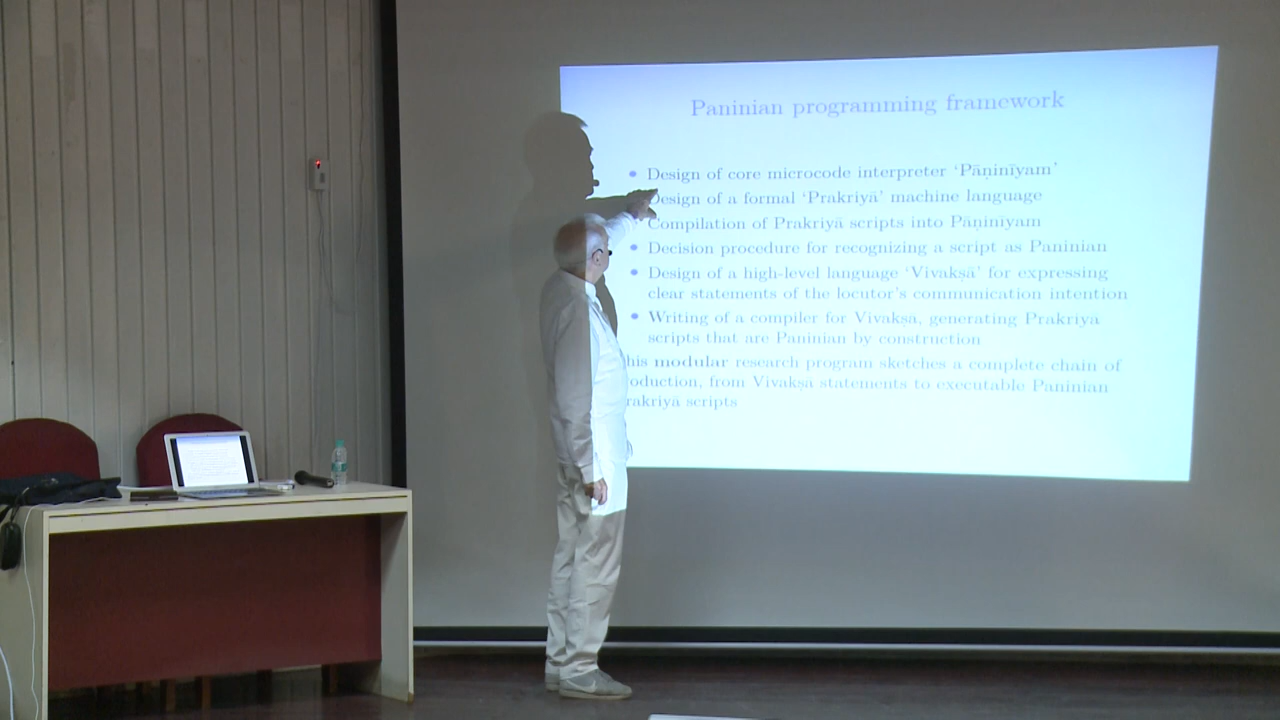 Paninian programming framework
• Design of core microcode interpreter ‘Pāṇinīyam’
Design of a formal ‘Prakriyā’ machine language
Compilation of Prakriyā scripts into Pāṇinīyam
• Decision procedure for recognizing a script as Paninian
• Design of a high-level language ‘Vivakṣā’ for expressing
clear statements of the locutor’s communication intention
• Writing of a compiler for Vivakṣa, generating Prakriya
scripts that are Paninian by construction
his modular research program sketches a complete chain of
oduction, from Vivakṣa statements to executable Paninian
rakriyā scripts